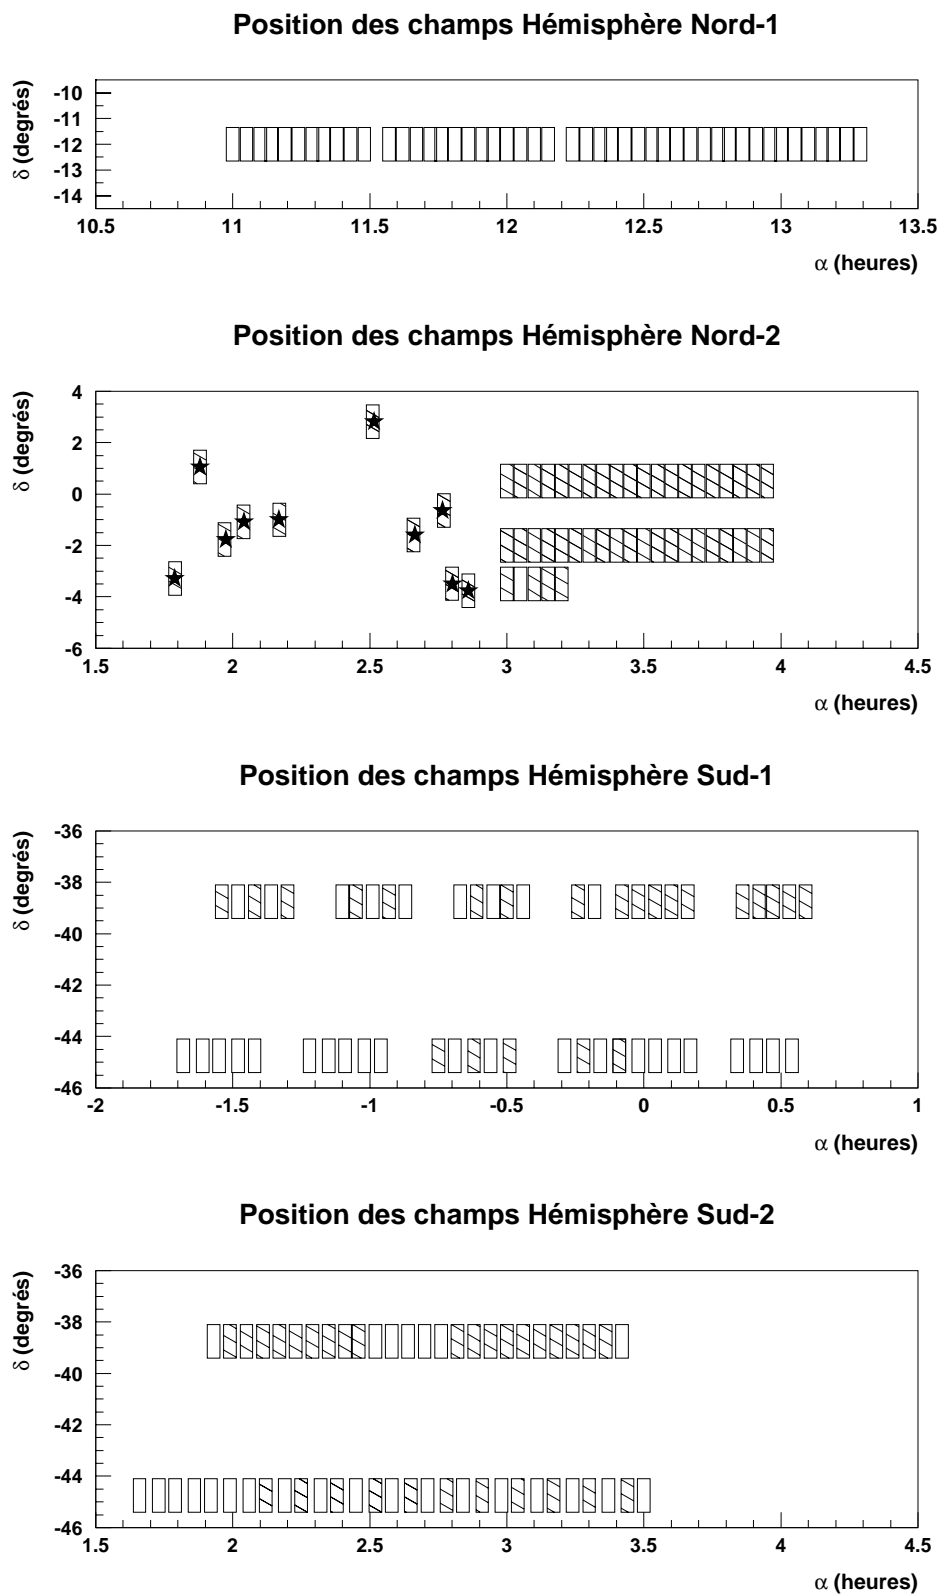 Position des champs Hémisphère Nord-1
δ (degrés)
-10
-11
-12
-13
-14
10.5 11 11.5 12 12.5 13 13.5
α (heures)
Position des champs Hémisphère Nord-2
δ (degrés)
4
2
0
-2
-4
-6
1.5 2 2.5 3 3.5 4 4.5
α (heures)
Position des champs Hémisphère Sud-1
δ (degrés)
-36
-38
-40
-42
-44
-46
-2 -1.5 -1 -0.5 0 0.5 1
α (heures)
Position des champs Hémisphère Sud-2
δ (degrés)
-36
-38
-40
-42
-44
-46
1.5 2 2.5 3 3.5 4 4.5
α (heures)